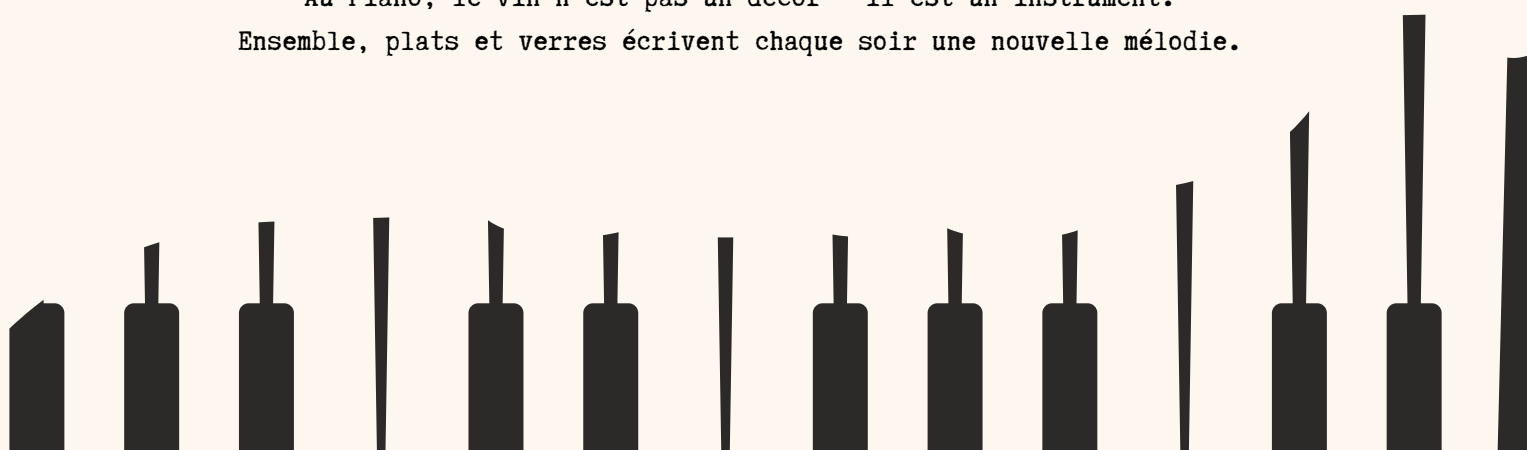 Au Piano, le vin n'est pas un décor – il est un instrument.
Ensemble, plats et verres écrivent chaque soir une nouvelle mélodie.